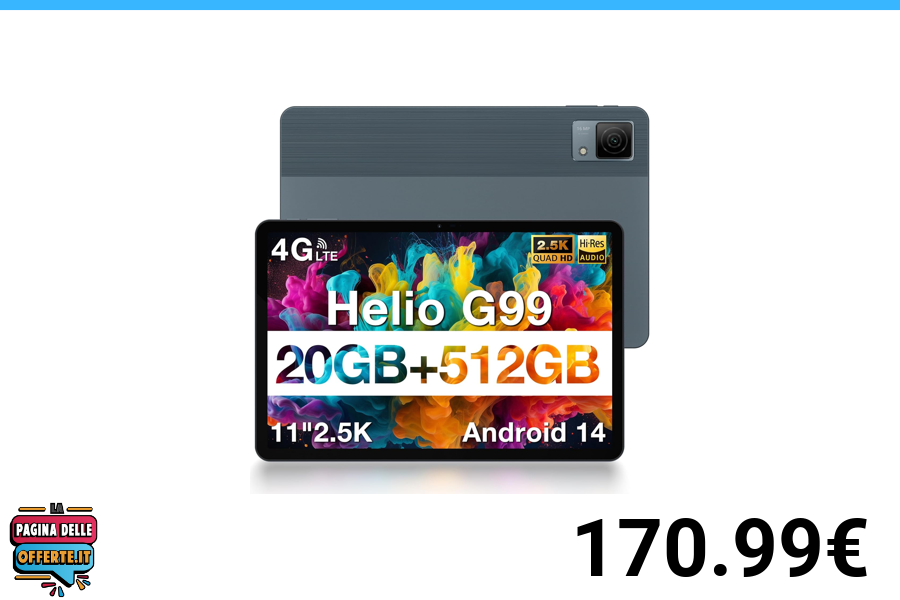 4G LTE
2.5K
QUAD HD
Hi-Res
AUDIO
Helio G99
20GB+512GB
11"2.5K
Android 14
LA
PAGINA DELLE
OFFERTE.IT
170.99€